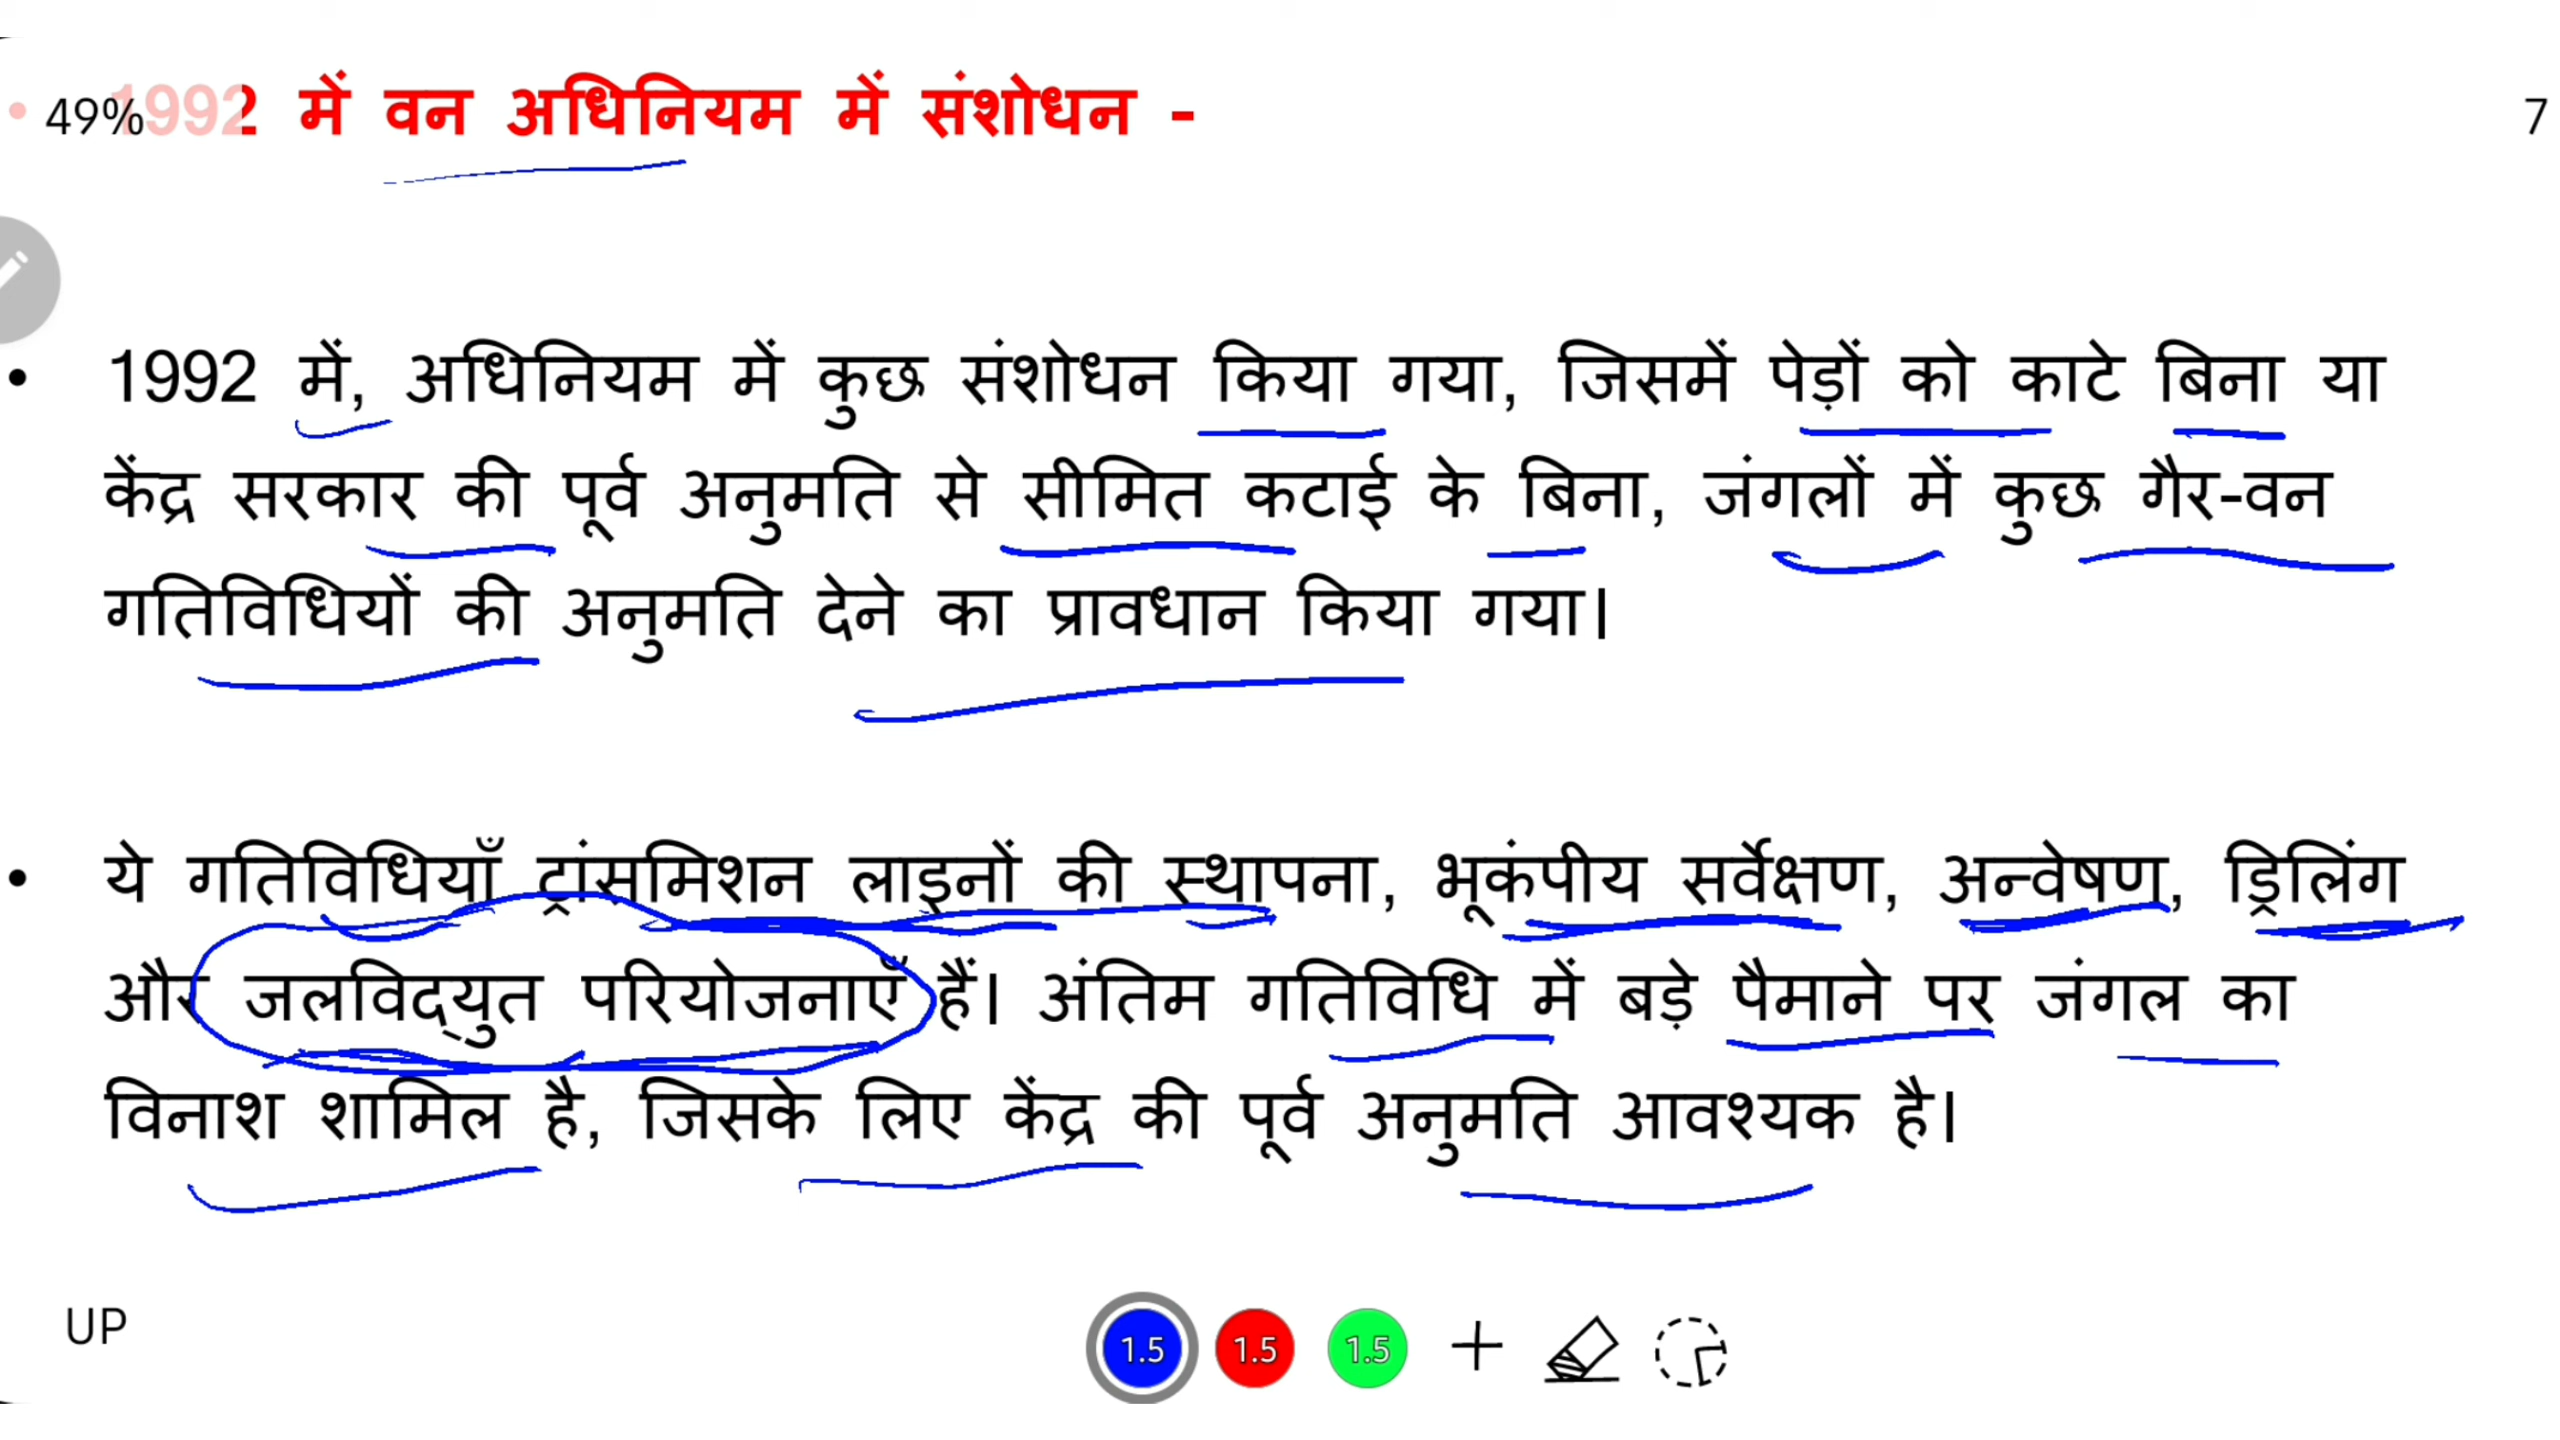 49%
• 1992 में वन अधिनियम में संशोधन -
7
• 1992 में, अधिनियम में कुछ संशोधन किया गया, जिसमें पेड़ों को काटे बिना या
केंद्र सरकार की पूर्व अनुमति से सीमित कटाई के बिना, जंगलों में कुछ गैर-वन
गतिविधियों की अनुमति देने का प्रावधान किया गया।
• ये गतिविधियाँ ट्रांसमिशन लाइनों की स्थापना, भूकंपीय सर्वेक्षण, अन्वेषण, ड्रिलिंग
और जलविद्युत परियोजनाएँ हैं। अंतिम गतिविधि में बड़े पैमाने पर जंगल का
विनाश शामिल है, जिसके लिए केंद्र की पूर्व अनुमति आवश्यक है।
UP
1.5 1.5 1.5